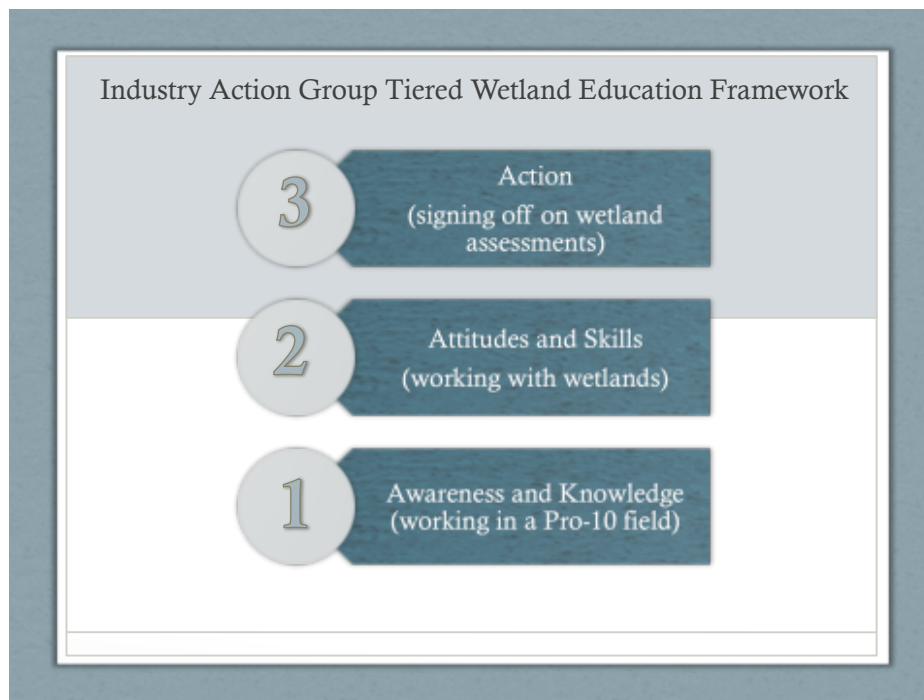 Industry Action Group Tiered Wetland Education Framework
3
Action
(signing off on wetland
assessments)
2
Attitudes and Skills
(working with wetlands)
1
Awareness and Knowledge
(working in a Pro-10 field)